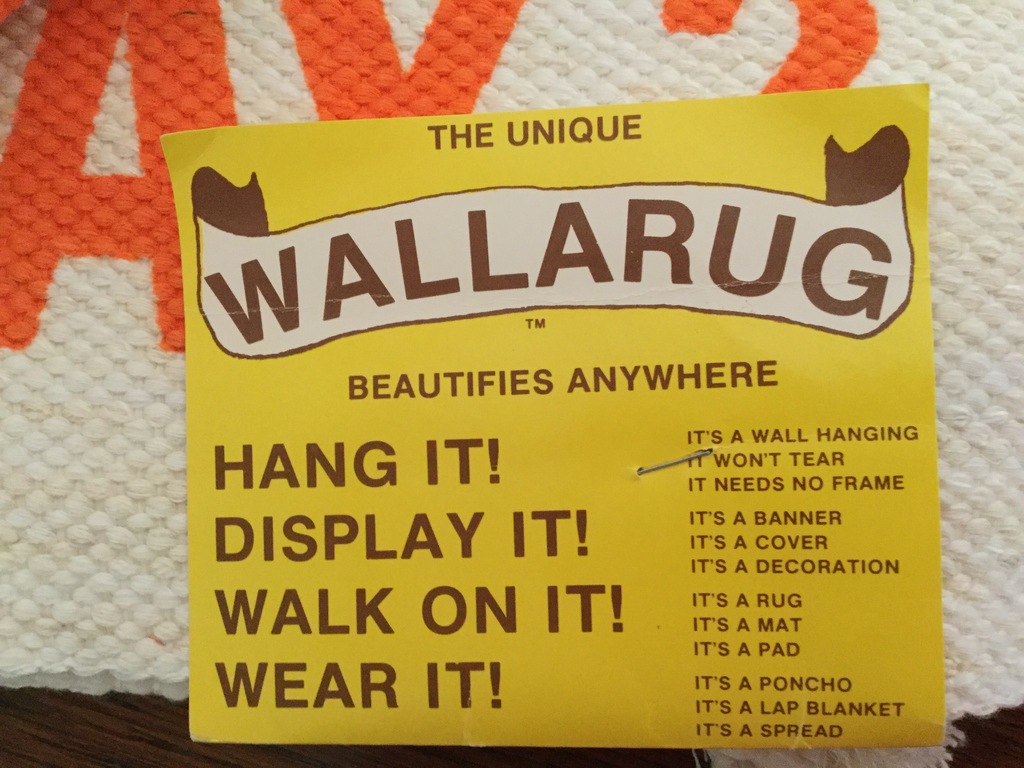 AY?
THE UNIQUE
WALLARUG
TM
BEAUTIFIES ANYWHERE
HANG IT!
DISPLAY IT!
WALK ON IT!
WEAR IT!
IT'S A WALL HANGING
IT WON'T TEAR
IT NEEDS NO FRAME
IT'S A BANNER
IT'S A COVER
IT'S A DECORATION
IT'S A RUG
IT'S A MAT
IT'S A PAD
IT'S A PONCHO
IT'S A LAP BLANKET
IT'S A SPREAD